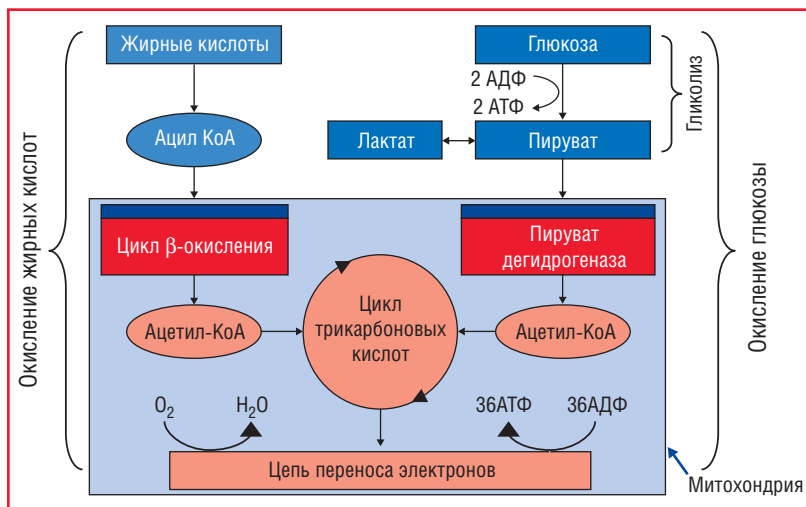 Жирные кислоты
Глюкоза
2 АДФ
2 АТФ
Гликолиз
Ацил КоА
Лактат
Пируват
Окисление жирных кислот
Окисление глюкозы
Цикл β-окисления
Пируват
дегидрогеназа
Цикл
трикарбоновых
кислот
Ацетил-КоА
Ацетил-КоА
O₂
H₂O
36АТФ
36АДФ
Цепь переноса электронов
Митохондрия